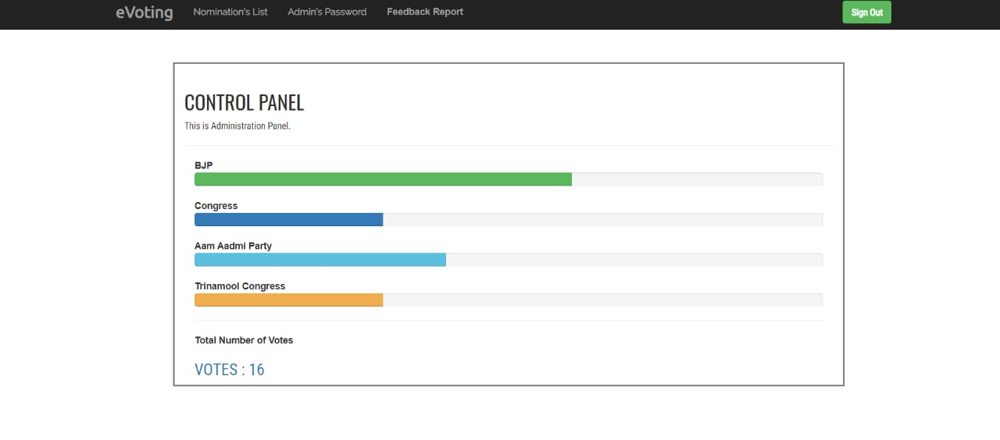 eVoting Nomination's List Admin's Password Feedback Report Sign Out
CONTROL PANEL
This is Administration Panel.
BJP
Congress
Aam Aadmi Party
Trinamool Congress
Total Number of Votes
VOTES : 16